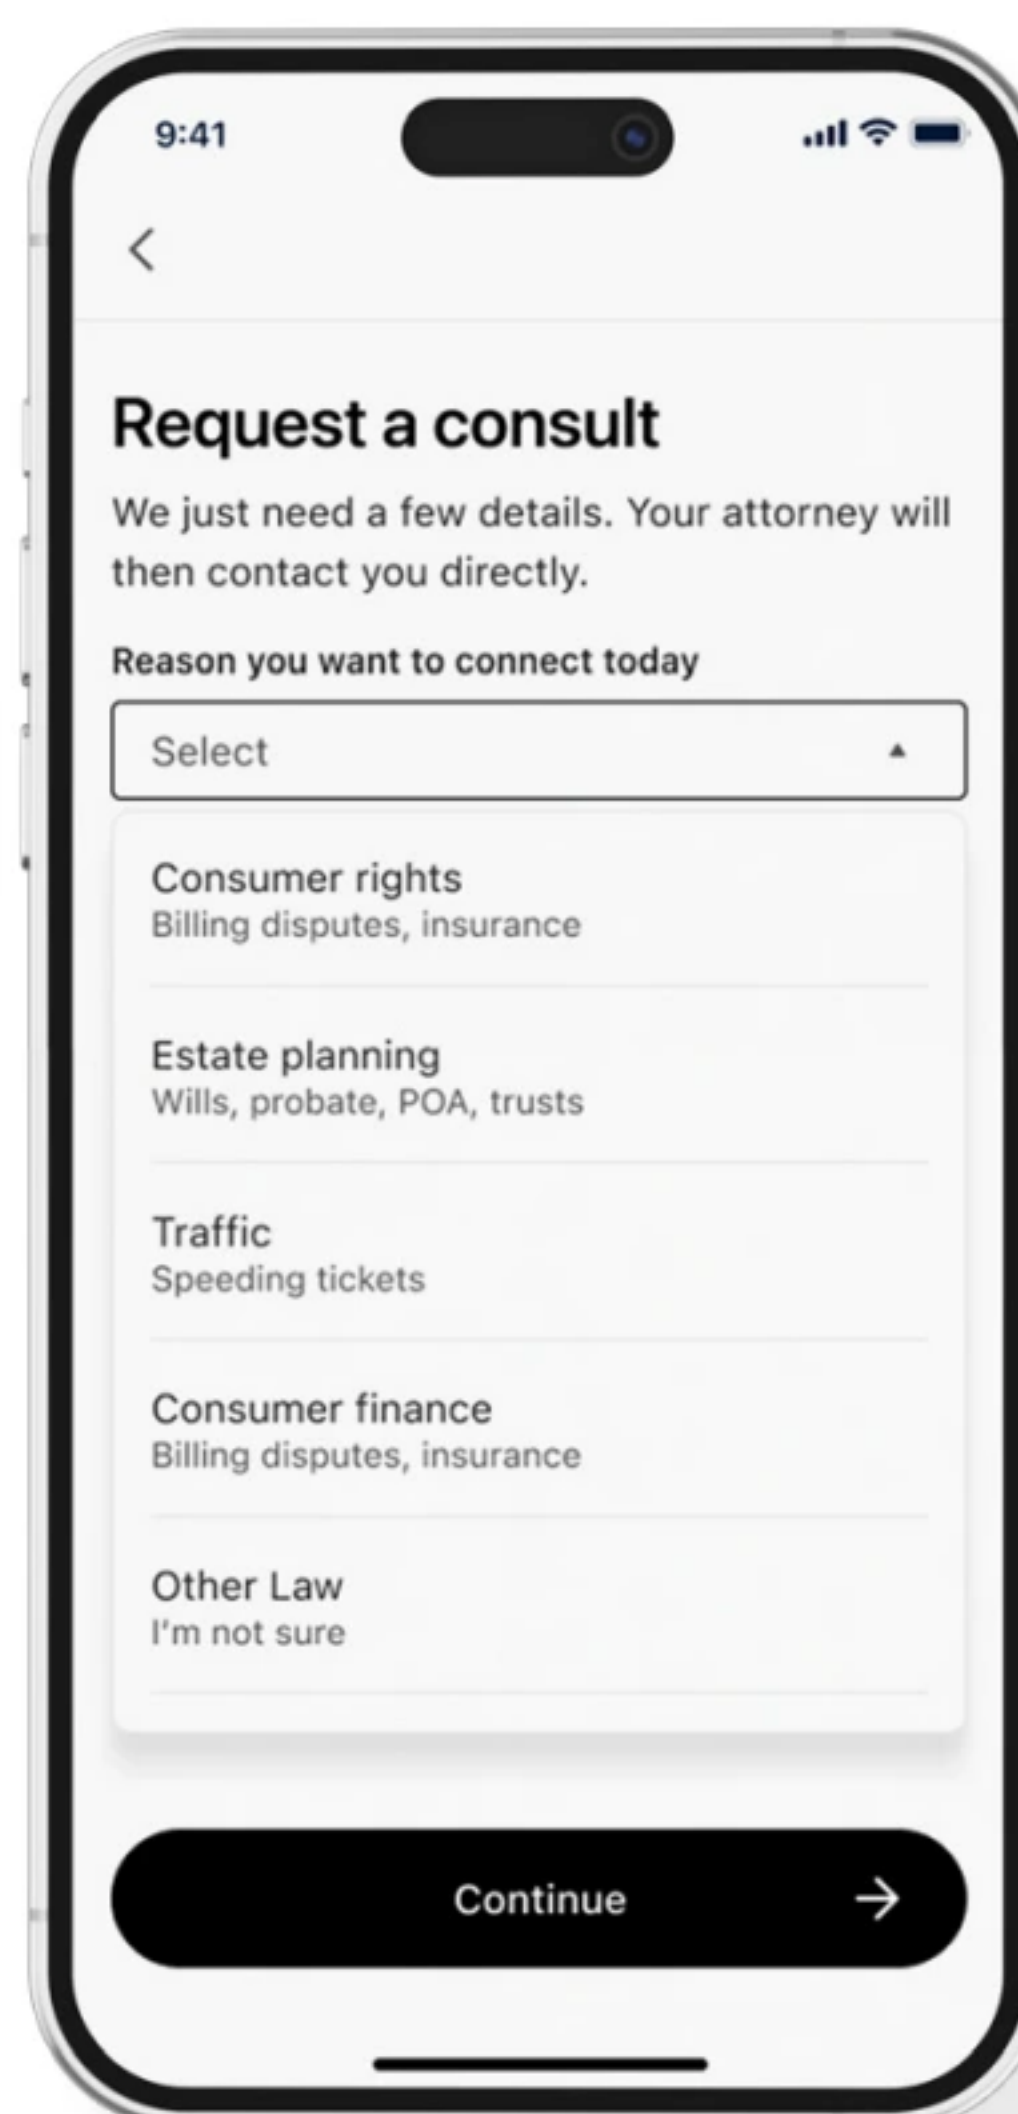 9:41
Request a consult
We just need a few details. Your attorney will
then contact you directly.
Reason you want to connect today
Select
Consumer rights
Billing disputes, insurance
Estate planning
Wills, probate, POA, trusts
Traffic
Speeding tickets
Consumer finance
Billing disputes, insurance
Other Law
I'm not sure
Continue